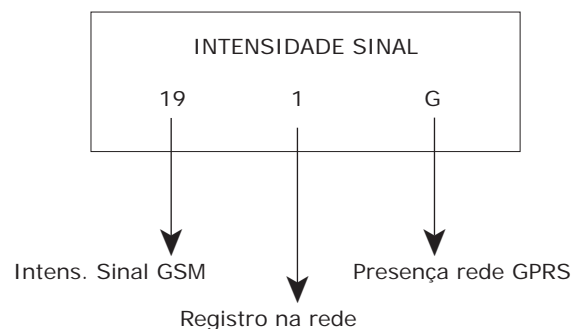 INTENSIDADE SINAL
19 1 G
Intens. Sinal GSM Presença rede GPRS
Registro na rede